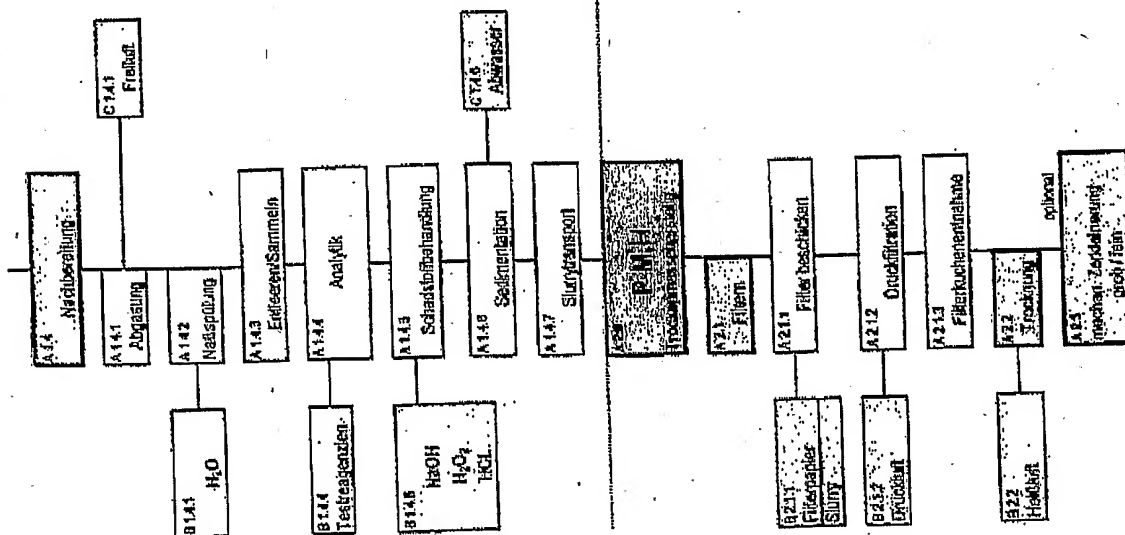 A 1.4
Nachbereitung
C 1.4.1
Freiluft
A 1.4.1
Abgasung
B 1.4.1
H₂O
A 1.4.2
Nasspülung
A 1.4.3
Entleeren/Sammeln
B 1.4.4
Testreagenzien
A 1.4.4
Analytik
B 1.4.5
NaOH
H₂O₂
HCL
A 1.4.5
Schadstoffbehandlung
A 1.4.6
Sedimentation
C 1.4.6
Abwasser
A 1.4.7
Slurrytransport
A 2.1
Filtern
B 2.1.1
Filterpapier
Slurry
A 2.1.1
Filter beschicken
B 2.1.2
Druckluft
A 2.1.2
Druckfiltration
A 2.1.3
Filterkuchenentnahme
B 2.2
Heißluft
A 2.2
Trocknung
optional
A 2.3
mechan. Zerkleinerung
groh / fein